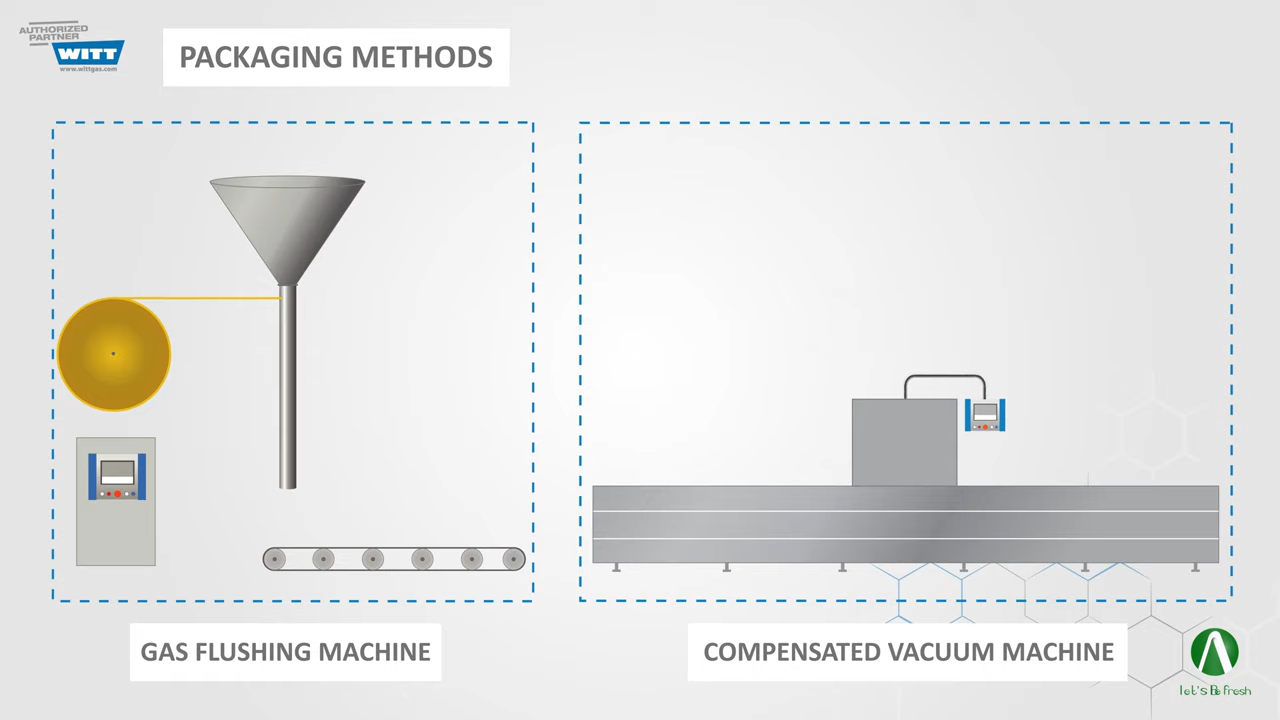 AUTHORIZED
PARTNER
WITT
www.wittgas.com
PACKAGING METHODS
GAS FLUSHING MACHINE
COMPENSATED VACUUM MACHINE
let's Be fresh